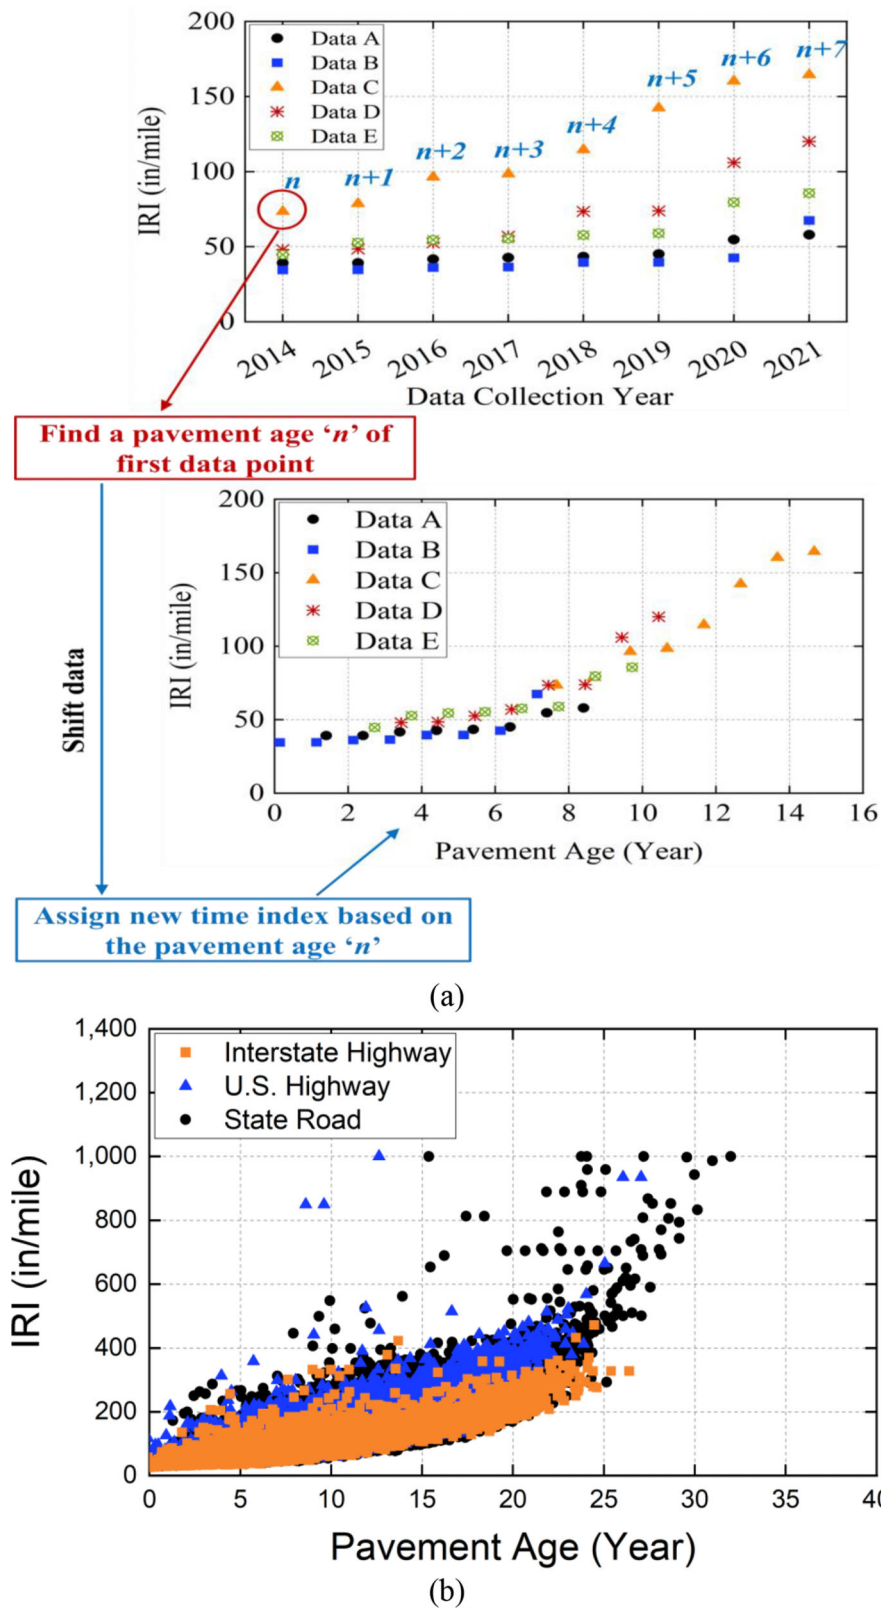 200
150
100
50
0
IRI (in/mile)
Data A
Data B
Data C
Data D
Data E
n
n+1
n+2
n+3
n+4
n+5
n+6
n+7
2014
2015
2016
2017
2018
2019
2020
2021
Data Collection Year
Find a pavement age ‘n’ of
first data point
Shift data
200
150
100
50
0
IRI (in/mile)
Data A
Data B
Data C
Data D
Data E
0 2 4 6 8 10 12 14 16
Pavement Age (Year)
Assign new time index based on
the pavement age ‘n’
(a)
1,400
1,200
1,000
800
600
400
200
0
IRI (in/mile)
Interstate Highway
U.S. Highway
State Road
0 5 10 15 20 25 30 35 40
Pavement Age (Year)
(b)